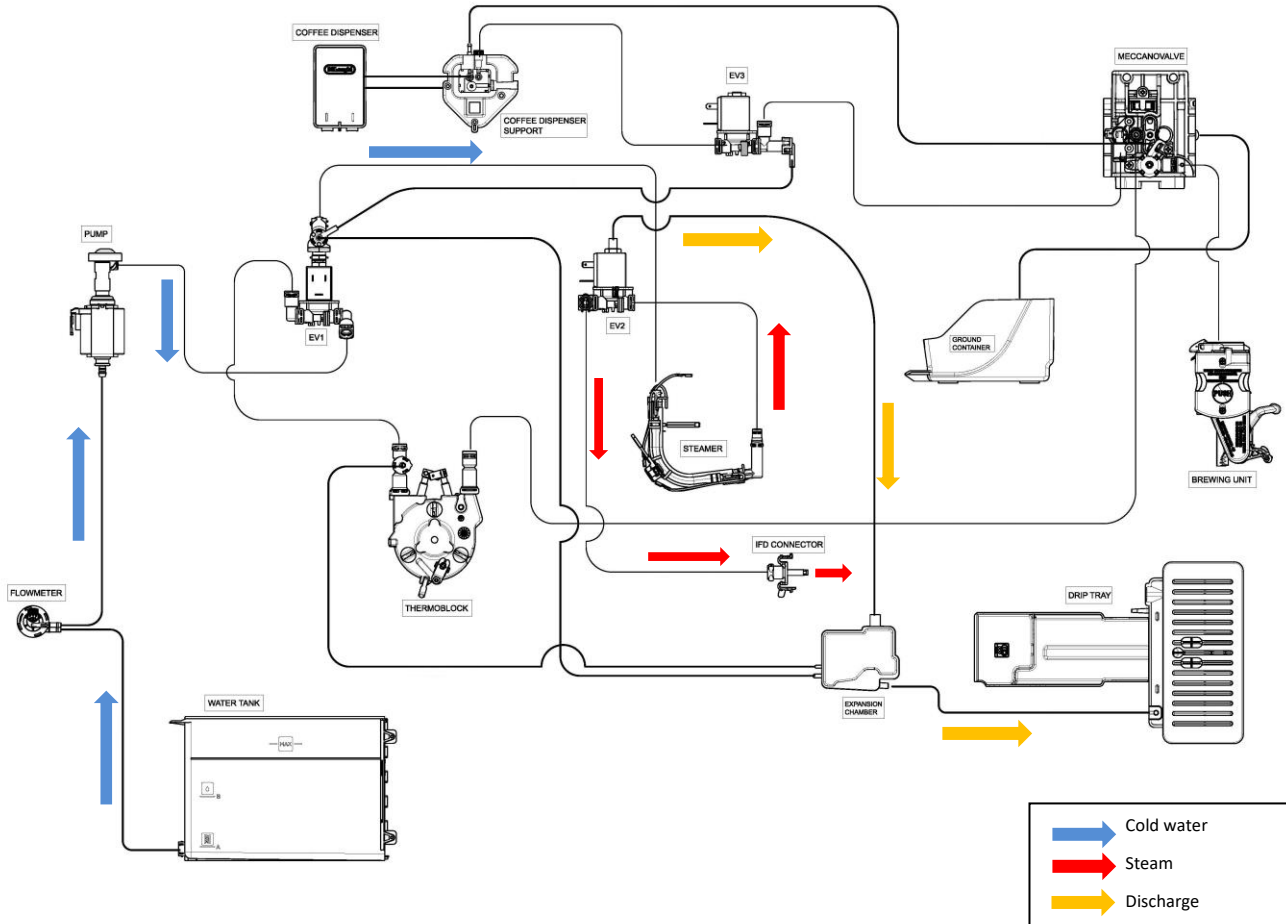 COFFEE DISPENSER
MECCANOVALVE
EV3
COFFEE DISPENSER
SUPPORT
PUMP
EV1
EV2
GROUND
CONTAINER
PUSH
STEAMER
BREWING UNIT
IFD CONNECTOR
FLOWMETER
THERMOBLOCK
DRIP TRAY
WATER TANK
EXPANSION
CHAMBER
MAX
B
A
Cold water
Steam
Discharge